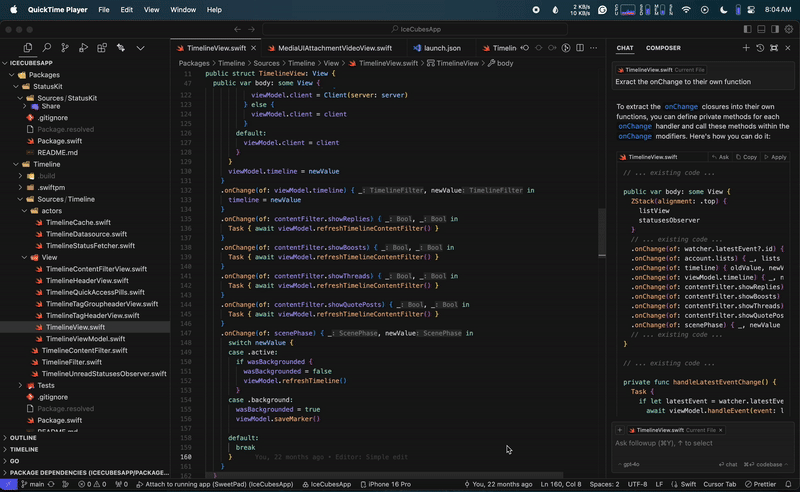 QuickTime Player File Edit View Window Help
2 KB/s
10 KB/s
8:04 AM
IceCubesApp
TimelineView.swift
MediaUIAttachmentVideoView.swift
launch.json
Timelin
CHAT
COMPOSER
ICECUBESAPP
Packages
StatusKit
Sources/StatusKit
Share
.gitignore
Package.resolved
Package.swift
README.md
Timeline
.build
.swiftpm
Sources/Timeline
actors
TimelineCache.swift
TimelineDatasource.swift
TimelineStatusFetcher.swift
View
TimelineContentFilterView.swift
TimelineHeaderView.swift
TimelineQuickAccessPills.swift
TimelineTagGroupheaderView.swift
TimelineTagHeaderView.swift
TimelineView.swift
TimelineViewModel.swift
TimelineContentFilter.swift
TimelineFilter.swift
TimelineUnreadStatusesObserver.swift
Tests
.gitignore
Package.resolved
Package.swift
README.md
OUTLINE
TIMELINE
GO
PACKAGE DEPENDENCIES (ICECUBESAPP/PACKAGE...
Packages > Timeline > Sources > Timeline > View > TimelineView.swift > TimelineView > body
11 public struct TimelineView: View {
47 public var body: some View {
122 viewModel.client = Client(server: server)
123 } else {
124 viewModel.client = client
125 }
126 default:
127 viewModel.client = client
128 }
129 }
130 viewModel.timeline = newValue
131 }
132 .onChange(of: viewModel.timeline) { _: TimelineFilter, newValue: TimelineFilter in
133 timeline = newValue
134 }
135 .onChange(of: contentFilter.showReplies) { _: Bool, _: Bool in
136 Task { await viewModel.refreshTimelineContentFilter() }
137 }
138 .onChange(of: contentFilter.showBoosts) { _: Bool, _: Bool in
139 Task { await viewModel.refreshTimelineContentFilter() }
140 }
141 .onChange(of: contentFilter.showThreads) { _: Bool, _: Bool in
142 Task { await viewModel.refreshTimelineContentFilter() }
143 }
144 .onChange(of: contentFilter.showQuotePosts) { _: Bool, _: Bool in
145 Task { await viewModel.refreshTimelineContentFilter() }
146 }
147 .onChange(of: scenePhase) { _: ScenePhase, newValue: ScenePhase in
148 switch newValue {
149 case .active:
150 if wasBackgrounded {
151 wasBackgrounded = false
152 viewModel.refreshTimeline()
153 }
154 case .background:
155 wasBackgrounded = true
156 viewModel.saveMarker()
157
158 default:
159 break
160 } You, 22 months ago • Editor: Simple edit
161 }
162 }
TimelineView.swift Current File
Exract the onChange to their own function
To extract the onChange closures into their own
functions, you can define private methods for each
onChange handler and call these methods within the
onChange modifiers. Here's how you can do it:
TimelineView.swift Ask Copy Apply
// ... existing code ...
public var body: some View {
ZStack(alignment: .top) {
listView
statusesObserver
}
// ... existing code ...
.onChange(of: watcher.latestEvent?.id) {
.onChange(of: account.lists) { _, lists
.onChange(of: timeline) { oldValue, newV
.onChange(of: viewModel.timeline) { _, n
.onChange(of: contentFilter.showReplies)
.onChange(of: contentFilter.showBoosts)
.onChange(of: contentFilter.showThreads)
.onChange(of: contentFilter.showQuotePos
.onChange(of: scenePhase) { _, newValue
// ... existing code ...
}
// ... existing code ...
private func handleLatestEventChange() {
Task {
if let latestEvent = watcher.latestEve
await viewModel.handleEvent(event: l
TimelineView.swift Current File
Ask followup (⌘Y), ↑ to select
gpt-4o
chat
⌘⏎ codebase
main
0 0
0
Attach to running app (SweetPad) (IceCubesApp)
IceCubesApp
iPhone 16 Pro
You, 22 months ago
Ln 160, Col 8
Spaces: 2
UTF-8
LF
Swift
Cursor Tab
Prettier